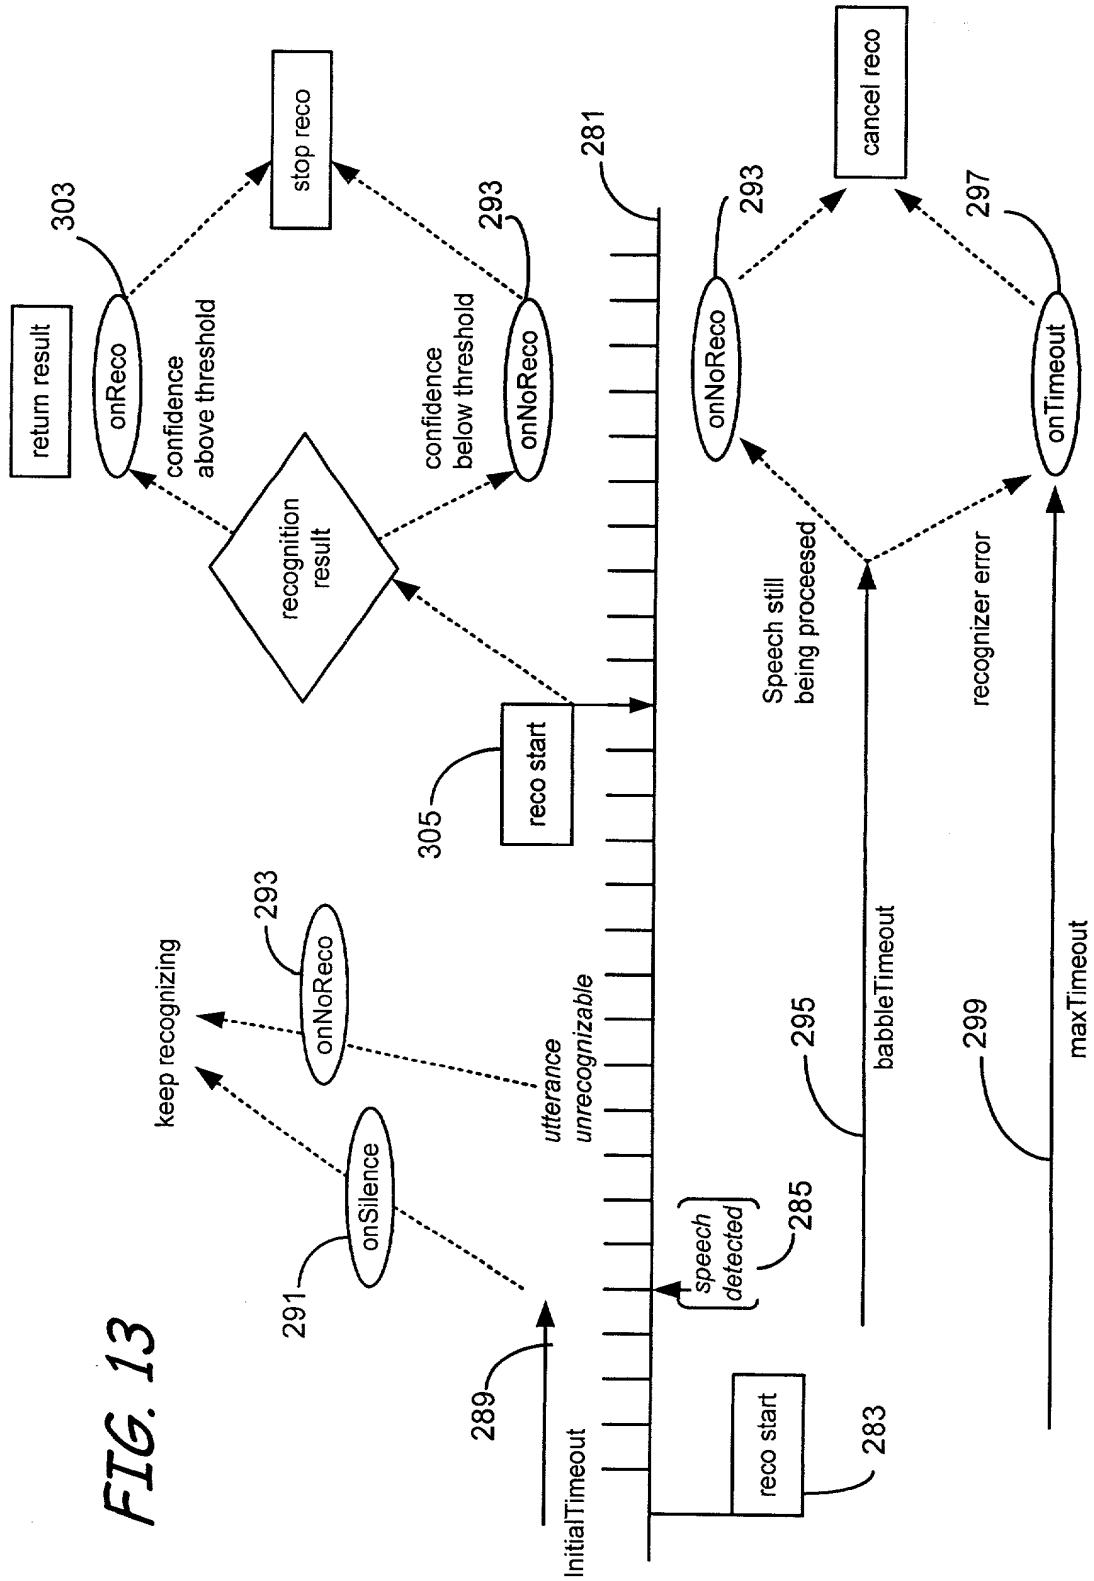 FIG. 13
return result
303
onReco
confidence
above threshold
stop reco
recognition
result
confidence
below threshold
293
onNoReco
keep recognizing
293
onNoReco
291
onSilence
305
reco start
281
289
InitialTimeout
utterance
unrecognizable
speech
detected
285
reco start
283
293
onNoReco
cancel reco
Speech still
being proceesed
295
babbleTimeout
recognizer error
297
onTimeout
299
maxTimeout